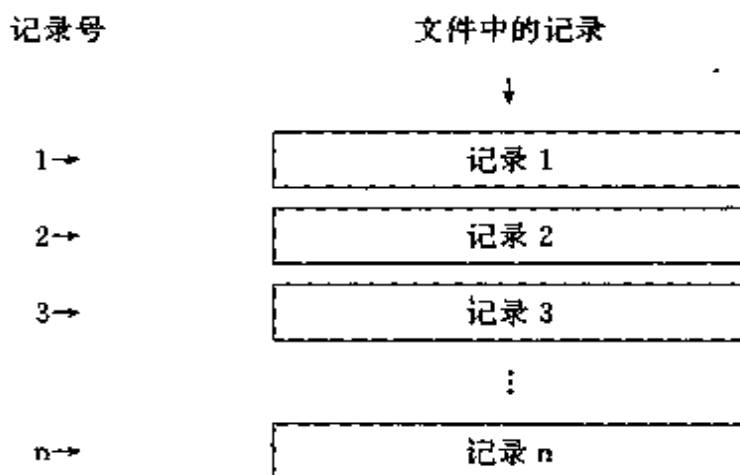 记录号 文件中的记录
↓
1→ 记录 1
2→ 记录 2
3→ 记录 3
⋮
n→ 记录 n